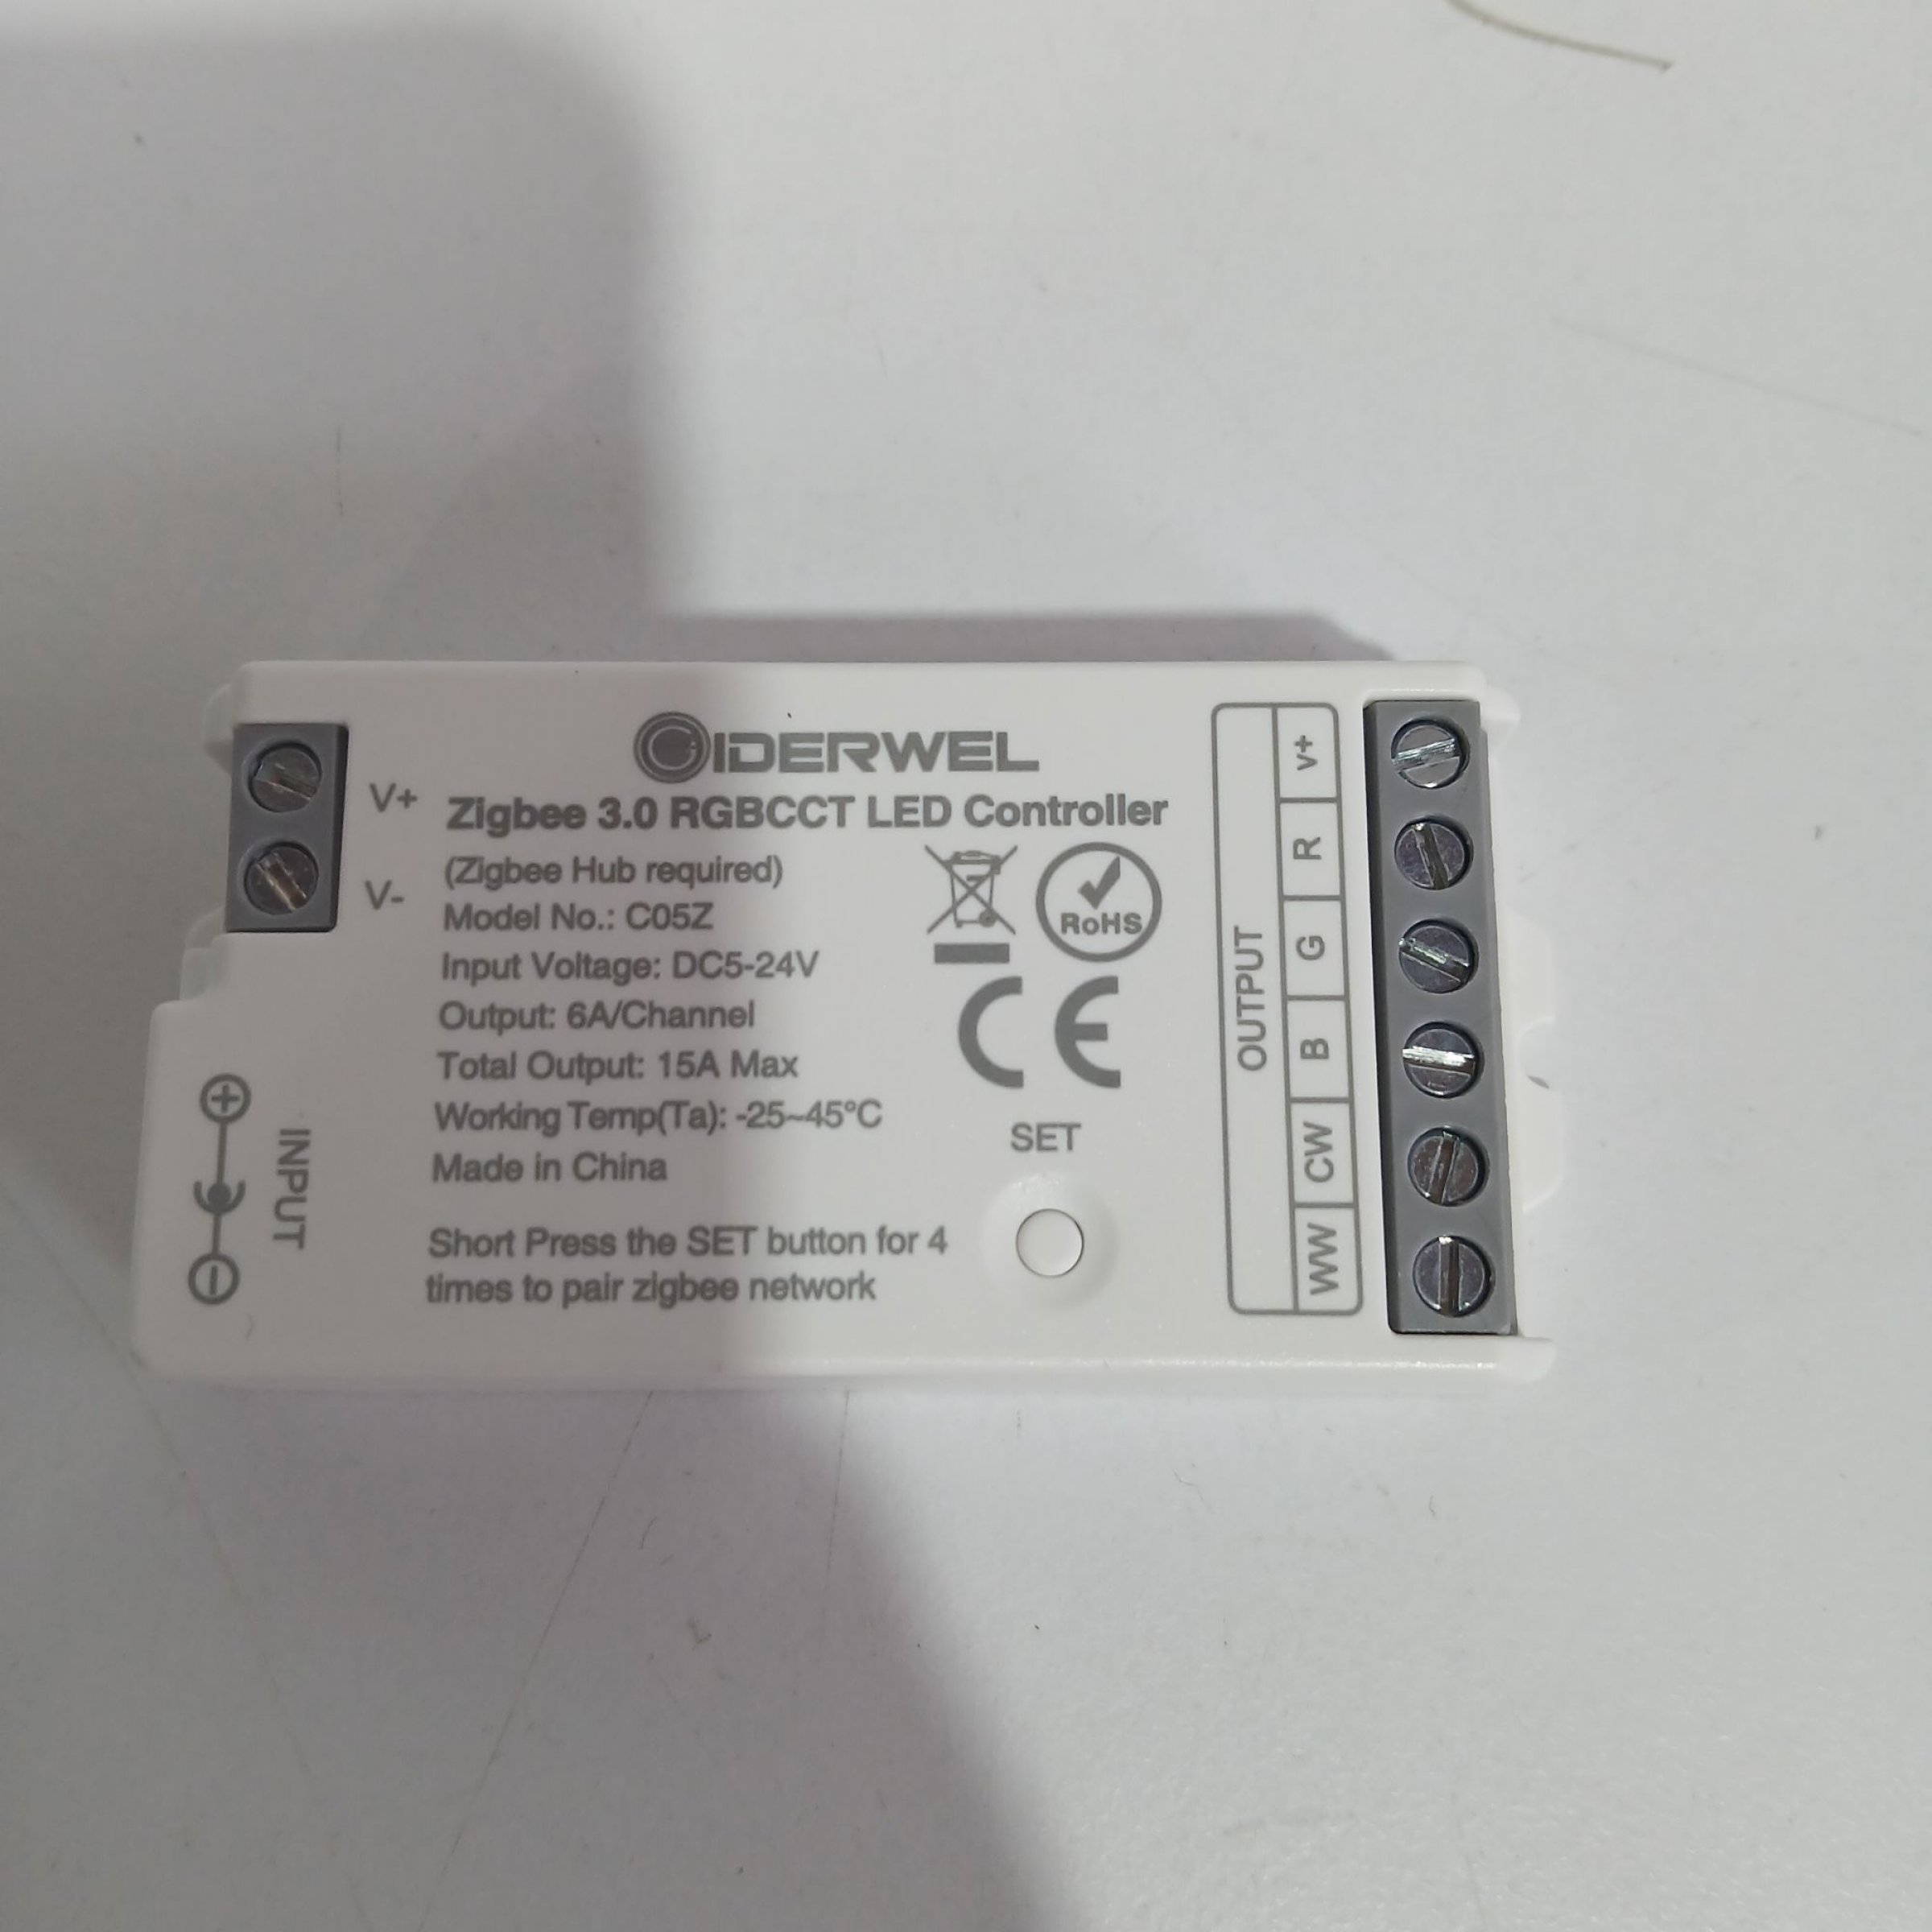 GIDERWEL
Zigbee 3.0 RGBCCT LED Controller
(Zigbee Hub required)
Model No.: C05Z
Input Voltage: DC5-24V
Output: 6A/Channel
Total Output: 15A Max
Working Temp(Ta): -25~45°C
Made in China
Short Press the SET button for 4
times to pair zigbee network
V+
V-
INPUT
RoHS
CE
SET
OUTPUT
V+
R
G
B
CW
WW